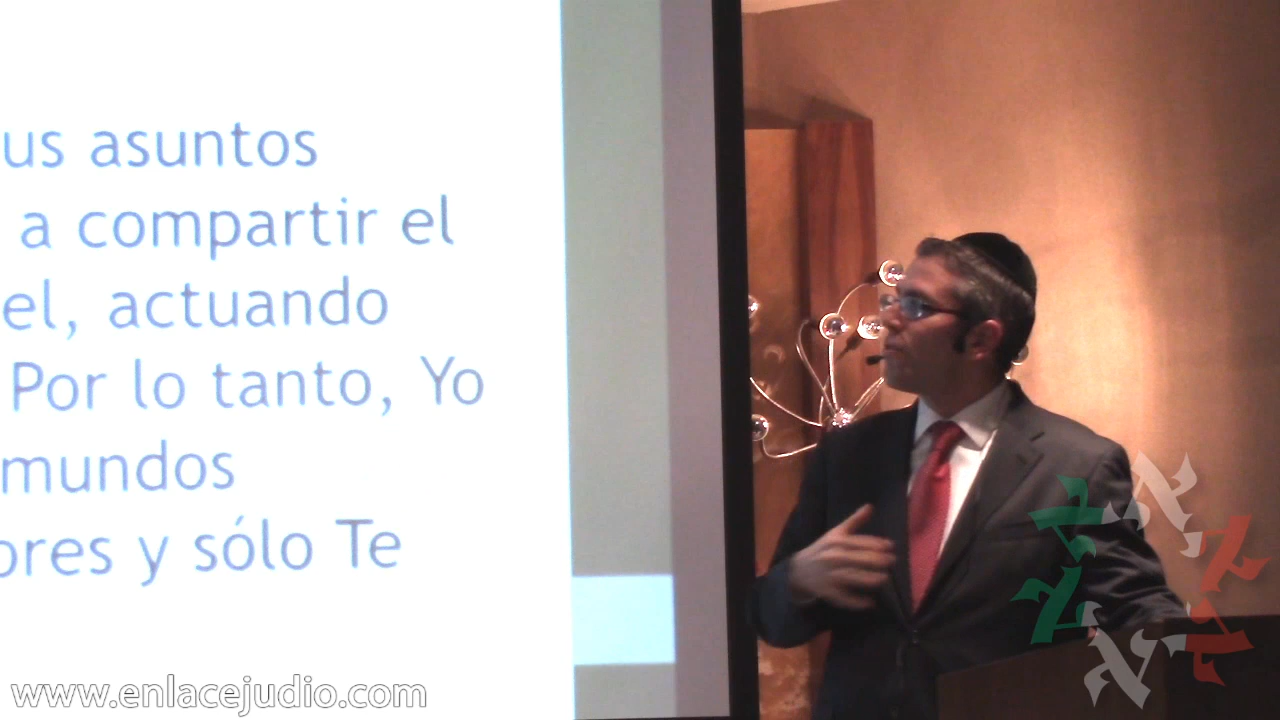 us asuntos
a compartir el
el, actuando
Por lo tanto, Yo
mundos
ores y sólo Te
www.enlacejudio.com